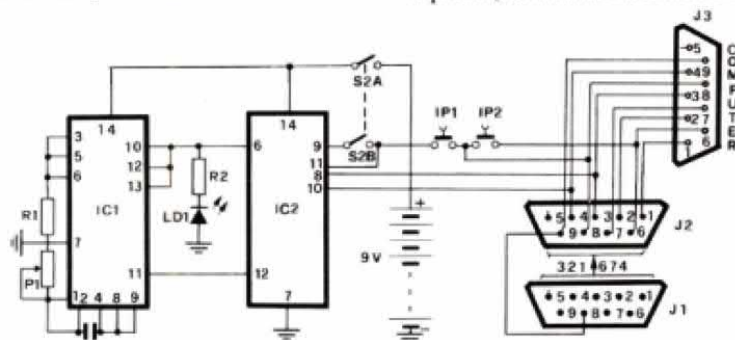 J3
5
C
O
49
M
P
38
U
T
27
E
6
R
1
S2A
14
14
IP1
IP2
3
10
6
9
S2B
5
12
11
6
13
8
R2
10
IC1
IC2
R1
LD1
7
5 4 3 2 1
J2
9 8 7 6
+
9V
P1
11
12
321 674
5 4 3 2 1
J1
9 8 7 6
1 2 4 8 9
7
-